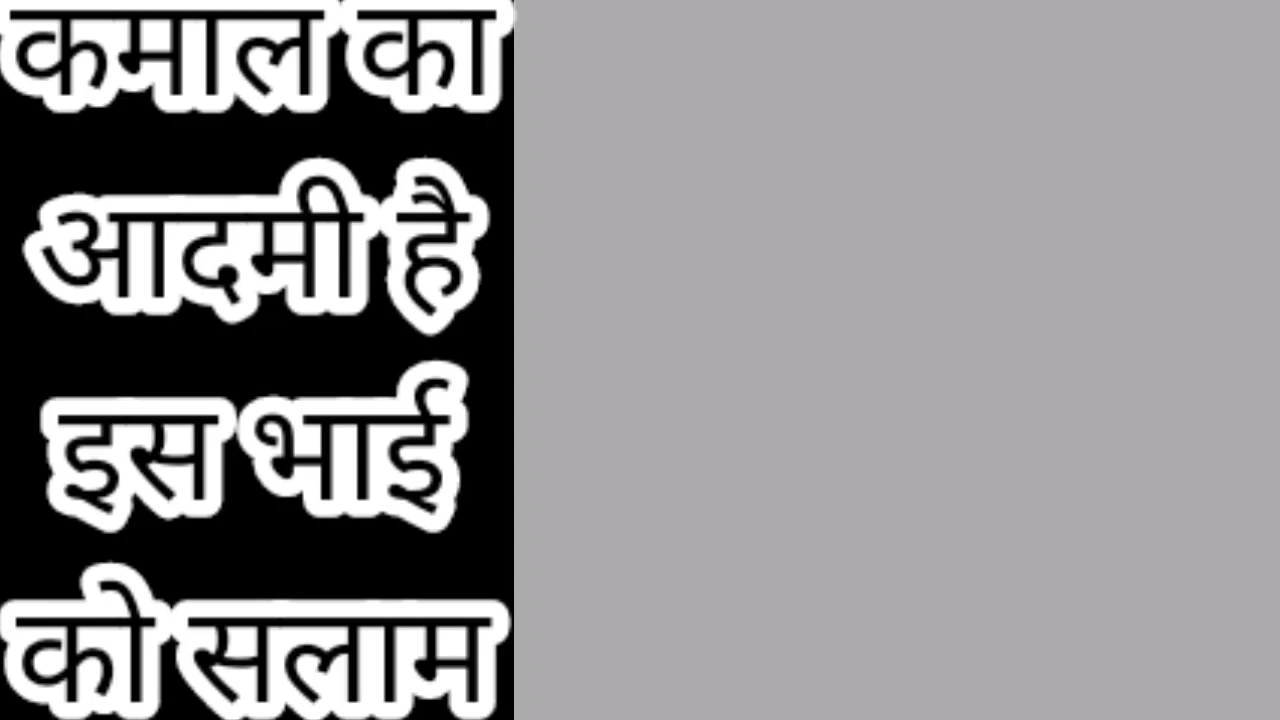 कमाल का
आदमी है
इस भाई
को सलाम